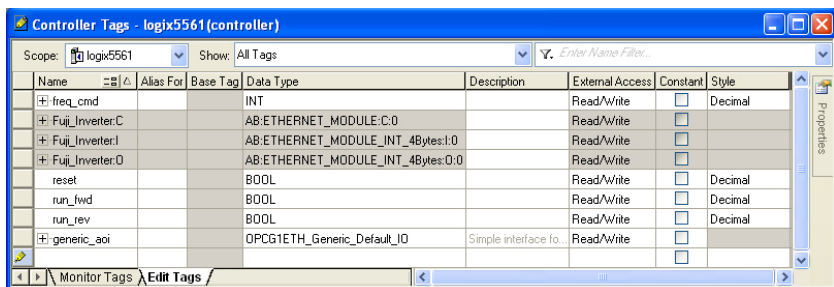 Controller Tags - logix5561(controller)
Scope: logix5561 Show: All Tags Enter Name Filter...
Name Alias For Base Tag Data Type Description External Access Constant Style
freq_cmd INT Read/Write Decimal
Fuji_Inverter:C AB:ETHERNET_MODULE:C:0
Fuji_Inverter:I AB:ETHERNET_MODULE_INT_4Bytes:I:0 Read/Write
Fuji_Inverter:O AB:ETHERNET_MODULE_INT_4Bytes:O:0 Read/Write
reset BOOL Read/Write Decimal
run_fwd BOOL Read/Write Decimal
run_rev BOOL Read/Write Decimal
generic_aoi OPCG1ETH_Generic_Default_IO Simple interface fo... Read/Write
Monitor Tags Edit Tags
Properties